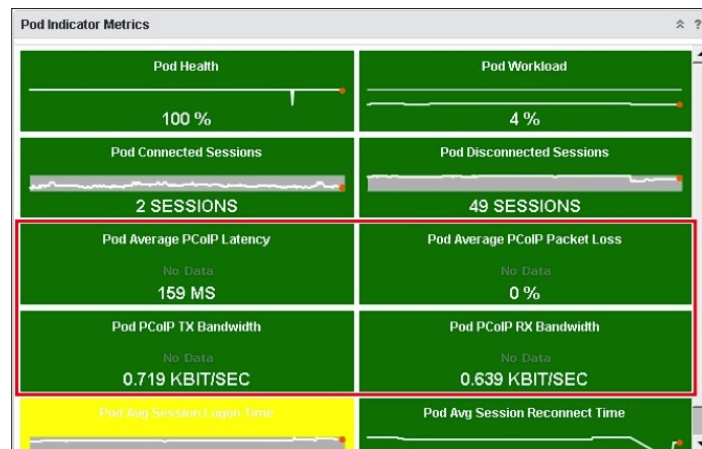 Pod Indicator Metrics
?
Pod Health
100 %
Pod Workload
4 %
Pod Connected Sessions
2 SESSIONS
Pod Disconnected Sessions
49 SESSIONS
Pod Average PCoIP Latency
No Data
159 MS
Pod Average PCoIP Packet Loss
No Data
0 %
Pod PCoIP TX Bandwidth
No Data
0.719 KBIT/SEC
Pod PCoIP RX Bandwidth
No Data
0.639 KBIT/SEC
Pod Avg Session Logon Time
Pod Avg Session Reconnect Time